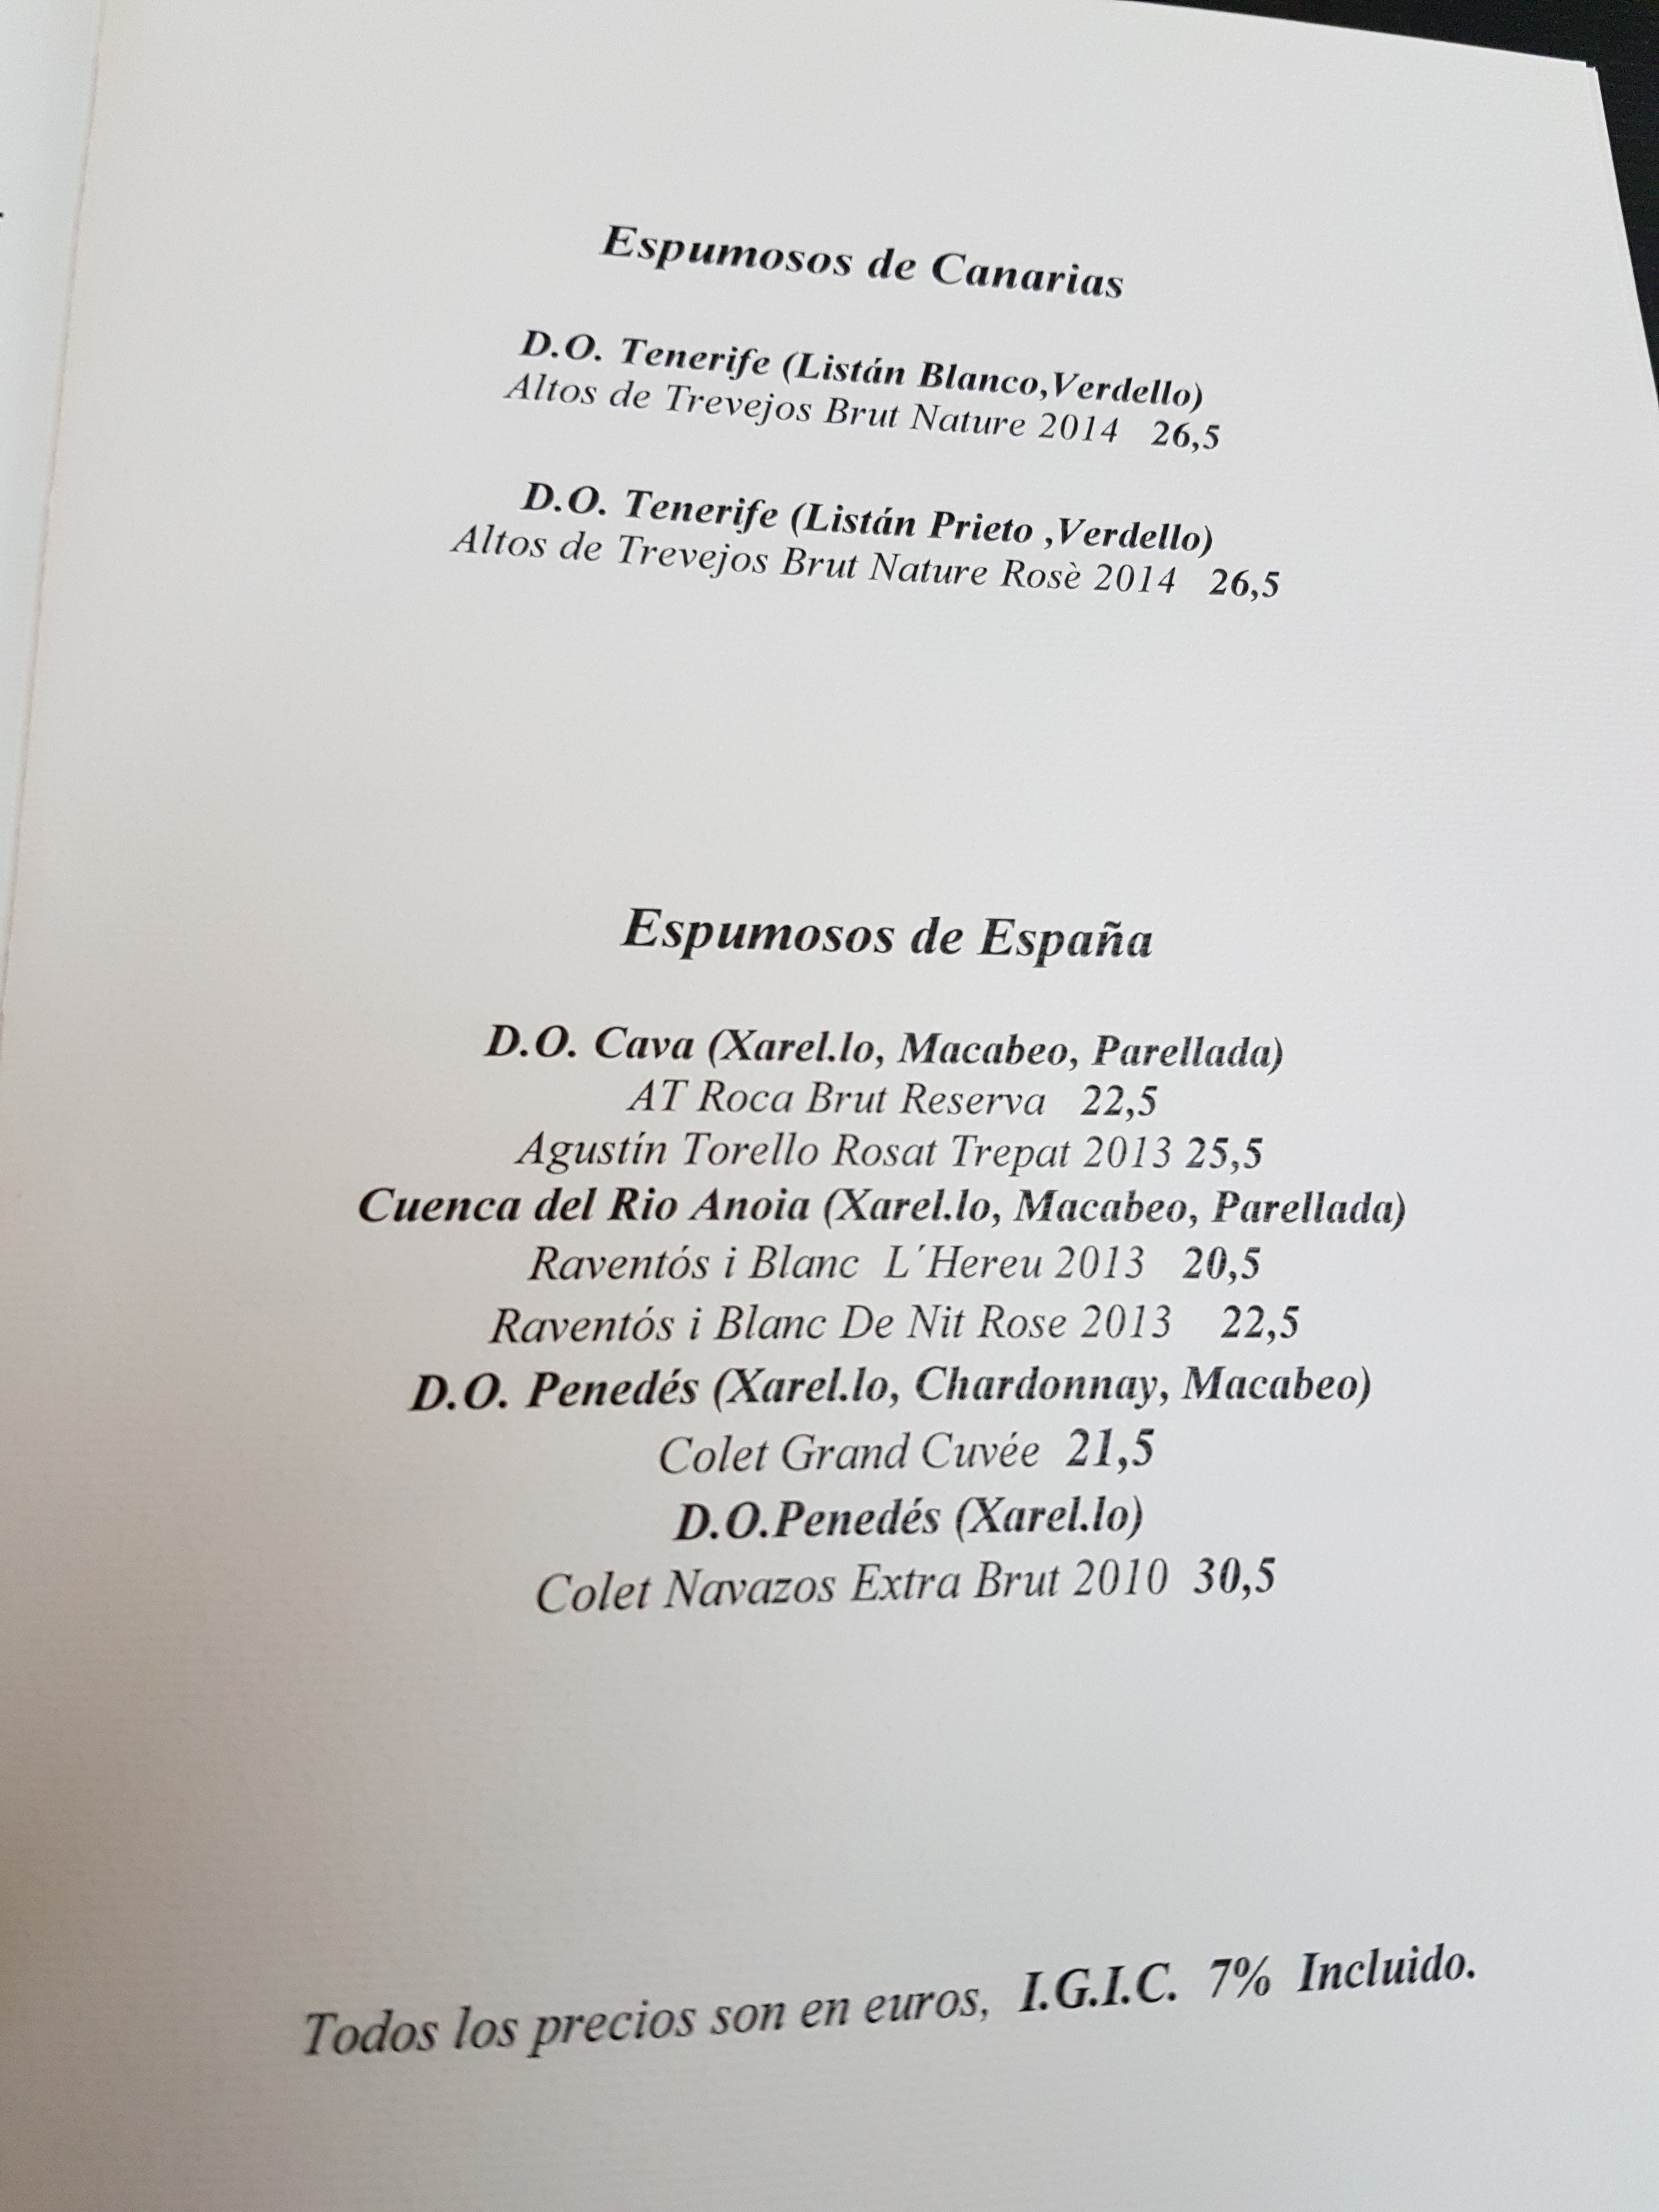 Espumosos de Canarias
D.O. Tenerife (Listán Blanco,Verdello)
Altos de Trevejos Brut Nature 2014 26,5
D.O. Tenerife (Listán Prieto ,Verdello)
Altos de Trevejos Brut Nature Rosè 2014 26,5
Espumosos de España
D.O. Cava (Xarel.lo, Macabeo, Parellada)
AT Roca Brut Reserva 22,5
Agustín Torello Rosat Trepat 2013 25,5
Cuenca del Rio Anoia (Xarel.lo, Macabeo, Parellada)
Raventós i Blanc L´Hereu 2013 20,5
Raventós i Blanc De Nit Rose 2013 22,5
D.O. Penedés (Xarel.lo, Chardonnay, Macabeo)
Colet Grand Cuvée 21,5
D.O.Penedés (Xarel.lo)
Colet Navazos Extra Brut 2010 30,5
Todos los precios son en euros, I.G.I.C. 7% Incluido.